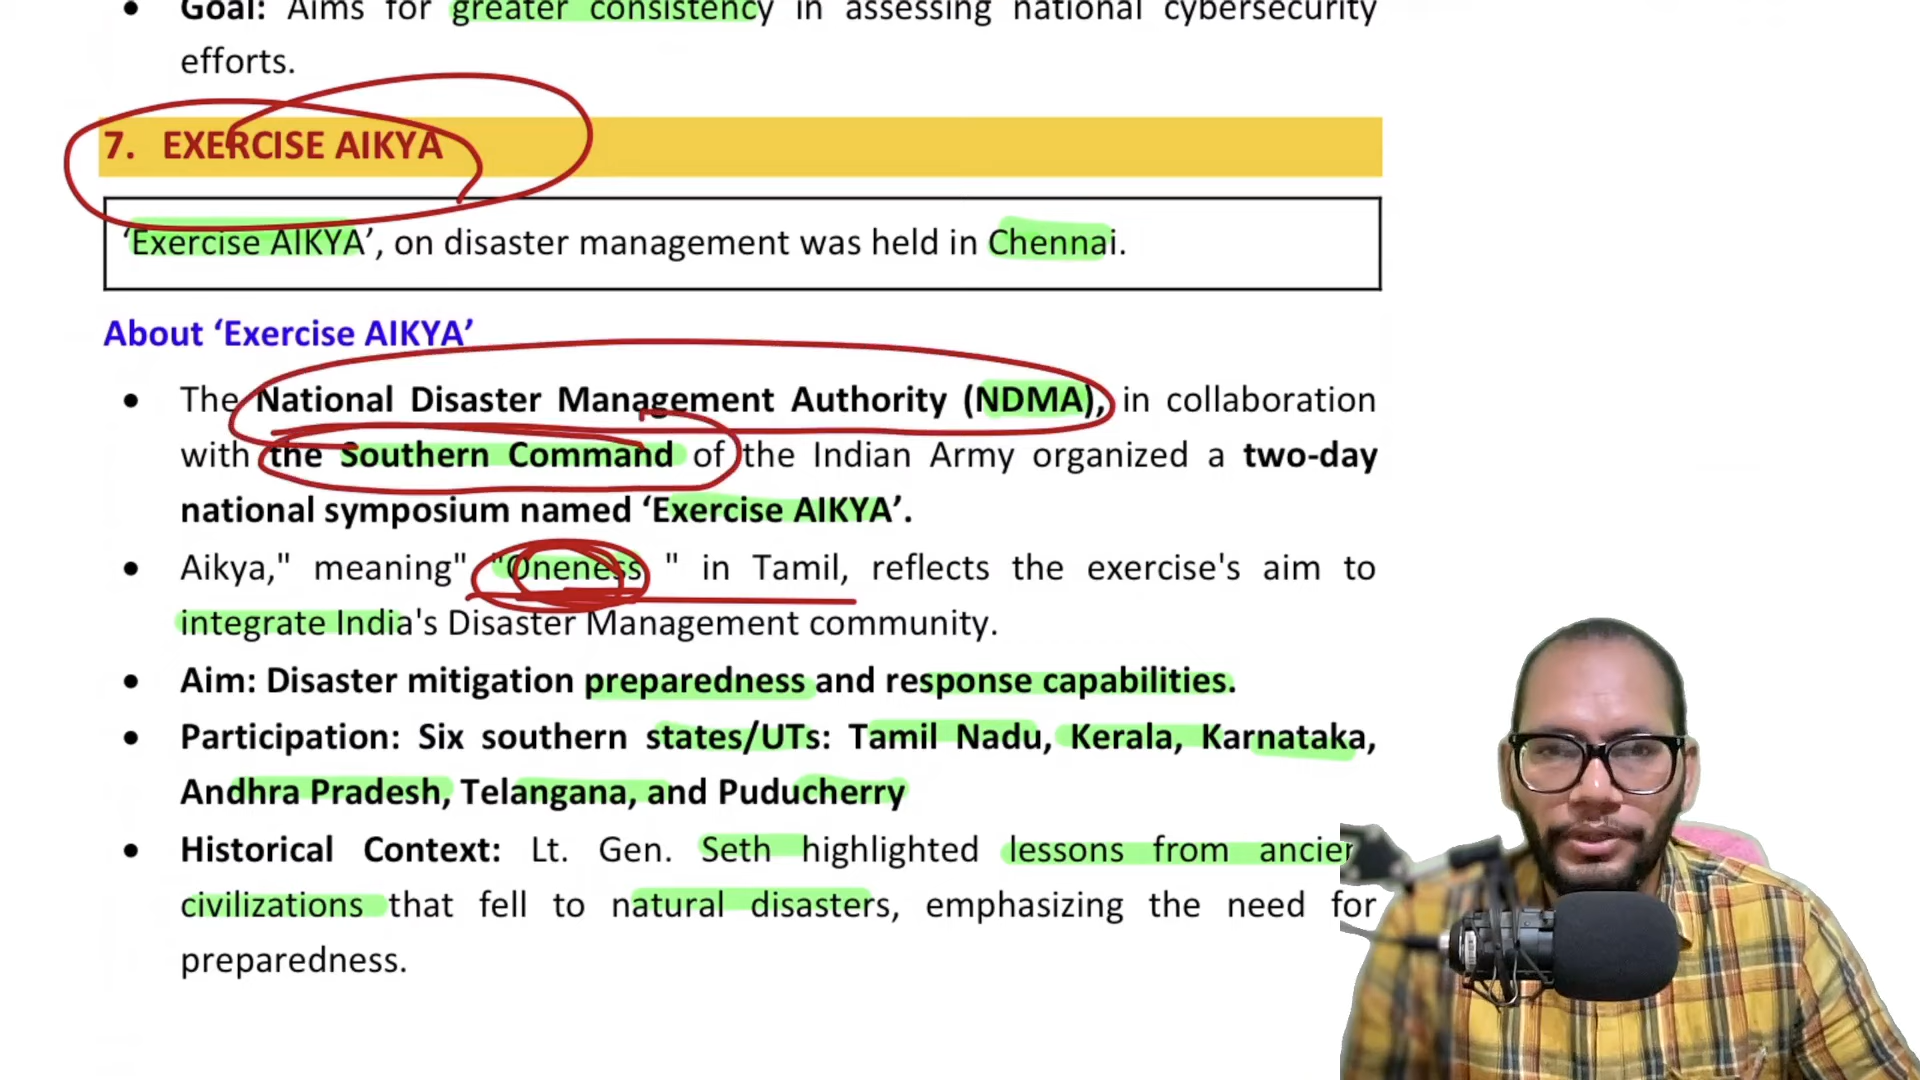 • Goal: Aims for greater consistency in assessing national cybersecurity
efforts.
7. EXERCISE AIKYA
‘Exercise AIKYA’, on disaster management was held in Chennai.
About ‘Exercise AIKYA’
• The National Disaster Management Authority (NDMA), in collaboration
with the Southern Command of the Indian Army organized a two-day
national symposium named ‘Exercise AIKYA’.
• Aikya," meaning" "Oneness " in Tamil, reflects the exercise's aim to
integrate India's Disaster Management community.
• Aim: Disaster mitigation preparedness and response capabilities.
• Participation: Six southern states/UTs: Tamil Nadu, Kerala, Karnataka,
Andhra Pradesh, Telangana, and Puducherry
• Historical Context: Lt. Gen. Seth highlighted lessons from
civilizations that fell to natural disasters, emphasizing the need for
preparedness.